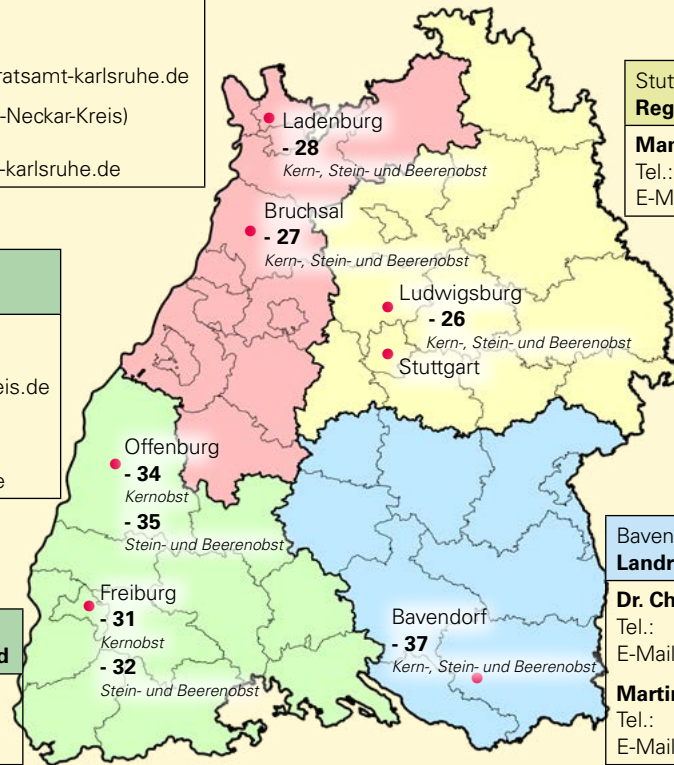 ratsamt-karlsruhe.de
-Neckar-Kreis)
-karlsruhe.de
eis.de
e
d
Ladenburg
- 28
Kern-, Stein- und Beerenobst
Bruchsal
- 27
Kern-, Stein- und Beerenobst
Ludwigsburg
- 26
Kern-, Stein- und Beerenobst
Stuttgart
Offenburg
- 34
Kernobst
- 35
Stein- und Beerenobst
Freiburg
- 31
Kernobst
- 32
Stein- und Beerenobst
Bavendorf
- 37
Kern-, Stein- und Beerenobst
Stut
Reg
Mar
Tel.:
E-M
Baven
Landr
Dr. Ch
Tel.:
E-Mail
Martin
Tel.:
E-Mail